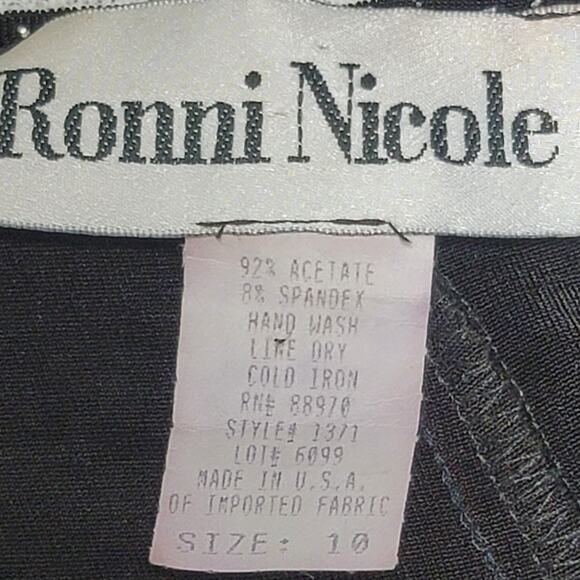 Ronni Nicole
92% ACETATE
8% SPANDEX
HAND WASH
LINE DRY
COLD IRON
RN# 88970
STYLE# 1371
LOT# 6099
MADE IN U.S.A.
OF IMPORTED FABRIC
SIZE: 10